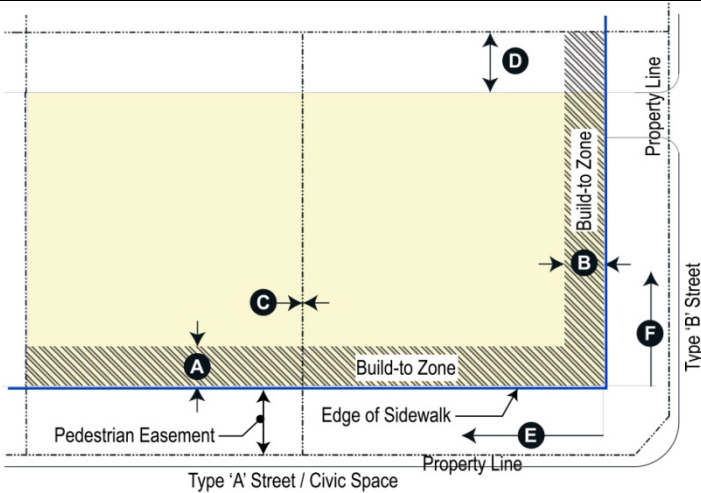 D
Property Line
Build-to Zone
B
C
F
Type 'B' Street
A
Build-to Zone
Edge of Sidewalk
Pedestrian Easement
E
Property Line
Type 'A' Street / Civic Space